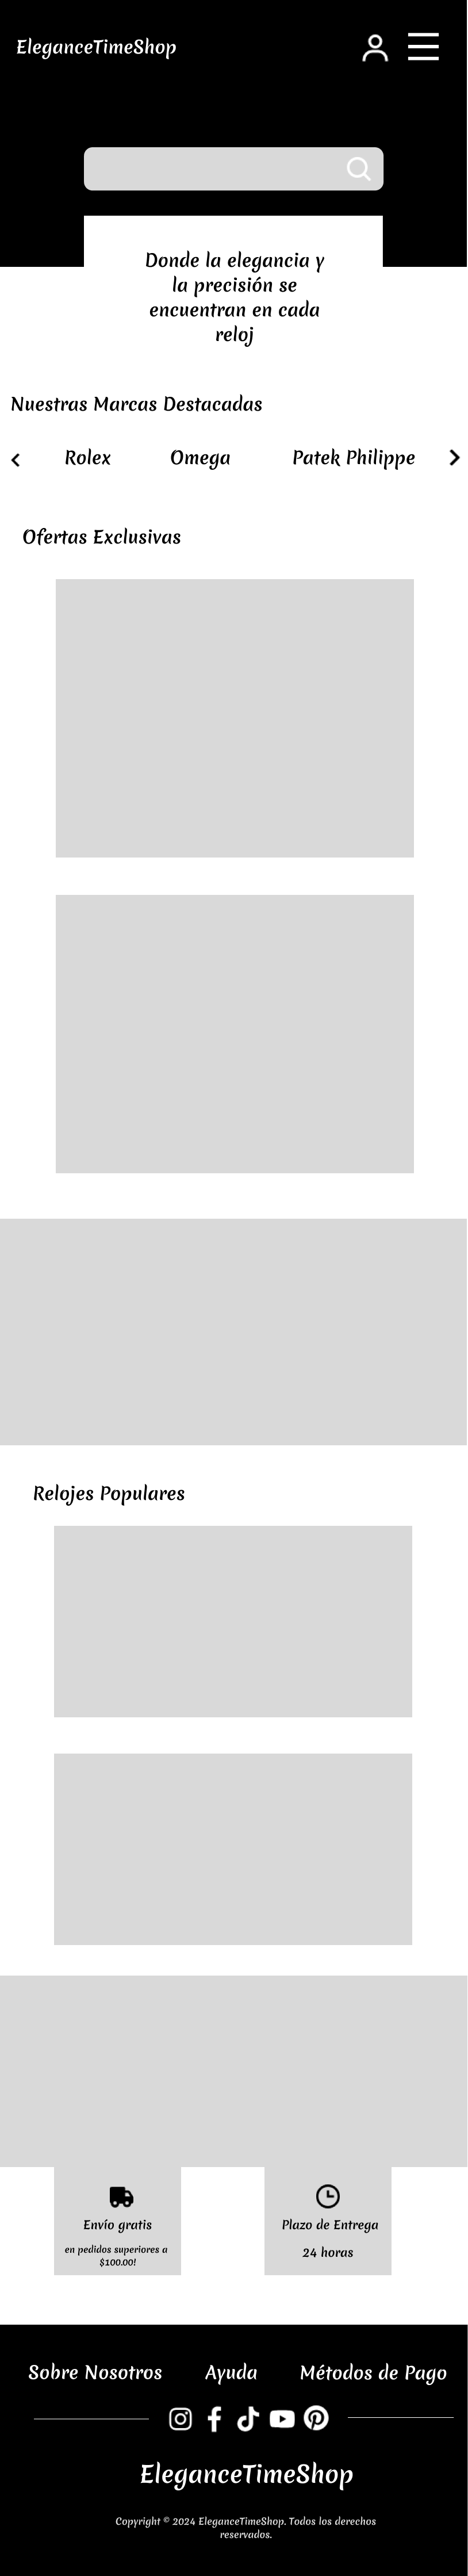 EleganceTimeShop
Donde la elegancia y
la precisión se
encuentran en cada
reloj
Nuestras Marcas Destacadas
Rolex Omega Patek Philippe
Ofertas Exclusivas
Relojes Populares
Envío gratis
en pedidos superiores a
$100.00!
Plazo de Entrega
24 horas
Sobre Nosotros Ayuda Métodos de Pago
EleganceTimeShop
Copyright © 2024 EleganceTimeShop. Todos los derechos
reservados.